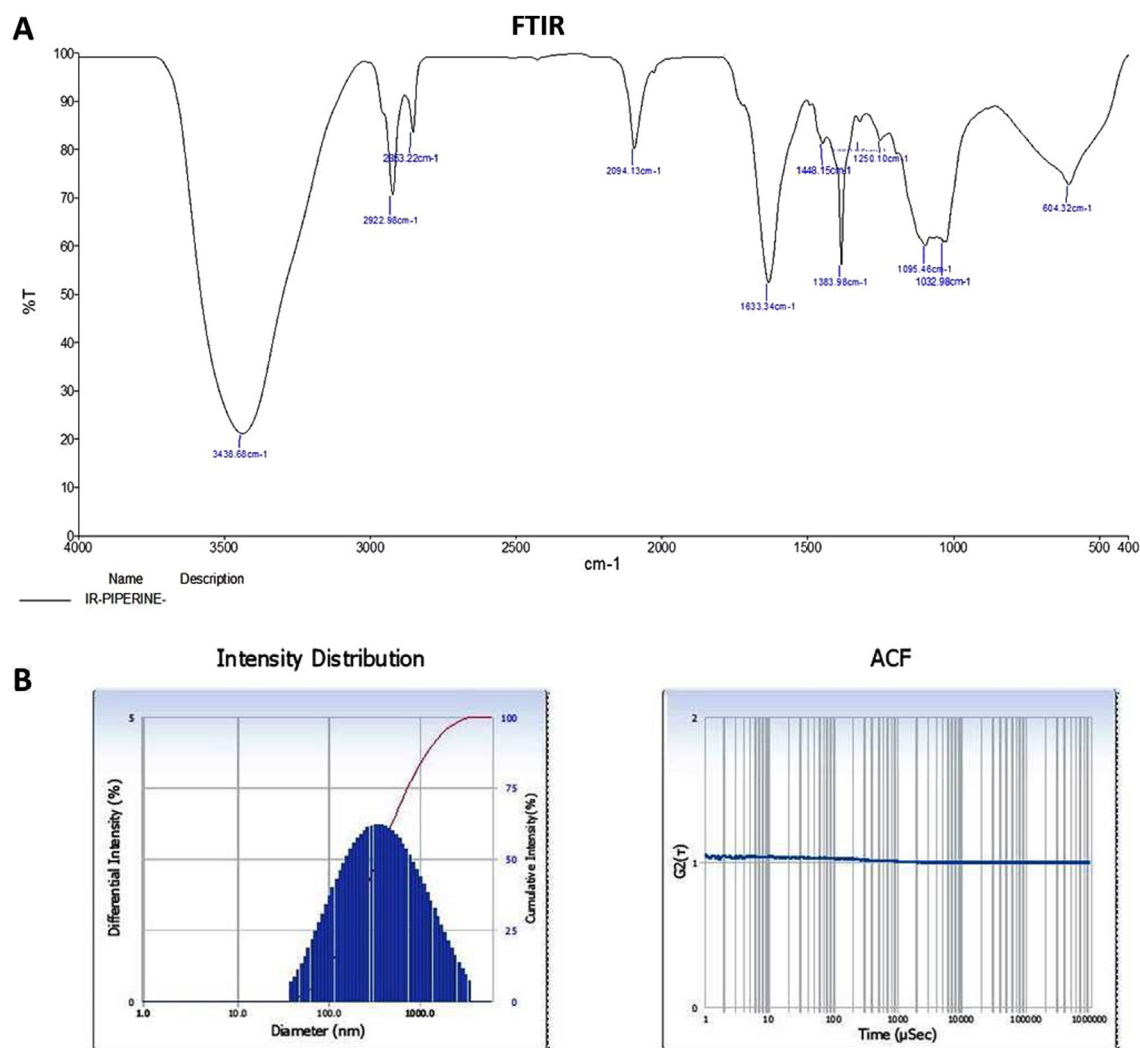 A
FTIR
100
90
80
70
60
50
40
30
20
10
0
%T
3438.68cm-1
2922.98cm-1
2853.22cm-1
2094.13cm-1
1633.34cm-1
1448.15cm-1
1383.98cm-1
1250.10cm-1
1095.46cm-1
1032.98cm-1
604.32cm-1
4000 3500 3000 2500 2000 1500 1000 500 400
cm-1
Name Description
IR-PIPERINE-
B
Intensity Distribution
5
0
Differential Intensity (%)
100
75
50
25
0
Cumulative Intensity(%)
1.0 10.0 100.0 1000.0
Diameter (nm)
ACF
2
1
0
G2(τ)
1 10 100 1000 10000 100000 1000000
Time (µSec)